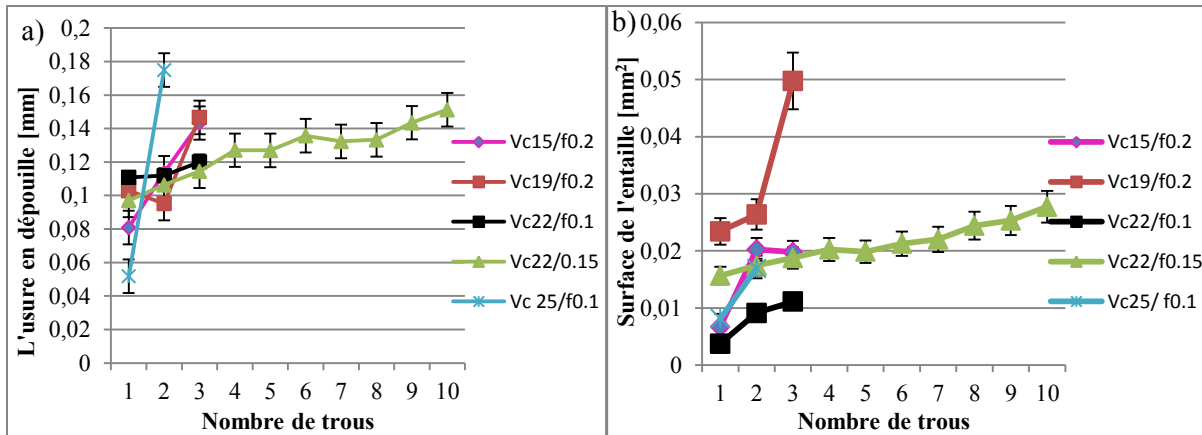 a)
L'usure en dépouille [mm]
0,2
0,18
0,16
0,14
0,12
0,1
0,08
0,06
0,04
0,02
0
1 2 3 4 5 6 7 8 9 10
Nombre de trous
Vc15/f0.2
Vc19/f0.2
Vc22/f0.1
Vc22/0.15
Vc 25/f0.1
b)
Surface de l'entaille [mm²]
0,06
0,05
0,04
0,03
0,02
0,01
0
1 2 3 4 5 6 7 8 9 10
Nombre de trous
Vc15/f0.2
Vc19/f0.2
Vc22/f0.1
Vc22/f0.15
Vc25/ f0.1